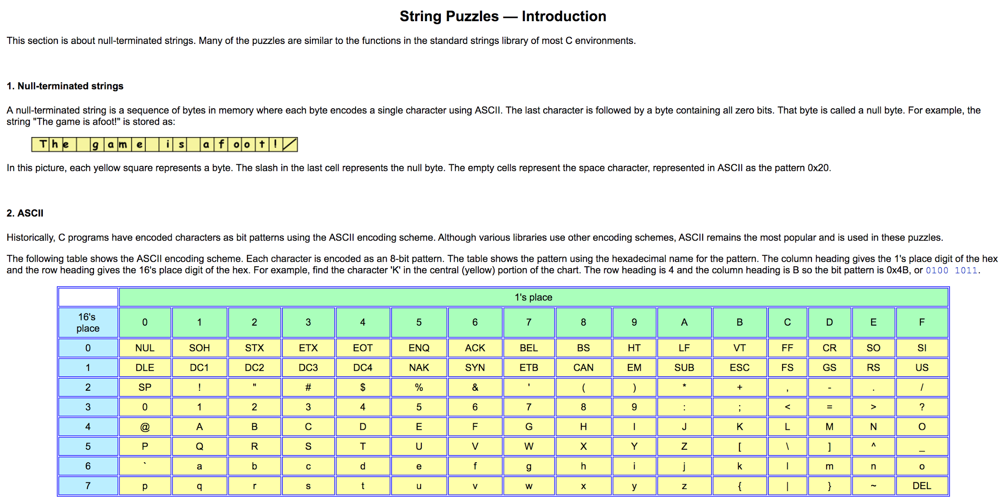 String Puzzles — Introduction
This section is about null-terminated strings. Many of the puzzles are similar to the functions in the standard strings library of most C environments.
1. Null-terminated strings
A null-terminated string is a sequence of bytes in memory where each byte encodes a single character using ASCII. The last character is followed by a byte containing all zero bits. That byte is called a null byte. For example, the
string "The game is afoot!" is stored as:
The game is afoot!/
In this picture, each yellow square represents a byte. The slash in the last cell represents the null byte. The empty cells represent the space character, represented in ASCII as the pattern 0x20.
2. ASCII
Historically, C programs have encoded characters as bit patterns using the ASCII encoding scheme. Although various libraries use other encoding schemes, ASCII remains the most popular and is used in these puzzles.
The following table shows the ASCII encoding scheme. Each character is encoded as an 8-bit pattern. The table shows the pattern using the hexadecimal name for the pattern. The column heading gives the 1's place digit of the hex
and the row heading gives the 16's place digit of the hex. For example, find the character 'K' in the central (yellow) portion of the chart. The row heading is 4 and the column heading is B so the bit pattern is 0x4B, or 0100 1011.
1's place
16's place 0 1 2 3 4 5 6 7 8 9 A B C D E F
0 NUL SOH STX ETX EOT ENQ ACK BEL BS HT LF VT FF CR SO SI
1 DLE DC1 DC2 DC3 DC4 NAK SYN ETB CAN EM SUB ESC FS GS RS US
2 SP ! " # $ % & ' ( ) * + , - . /
3 0 1 2 3 4 5 6 7 8 9 : ; < = > ?
4 @ A B C D E F G H I J K L M N O
5 P Q R S T U V W X Y Z [ \ ] ^ _
6 ` a b c d e f g h i j k l m n o
7 p q r s t u v w x y z { | } ~ DEL